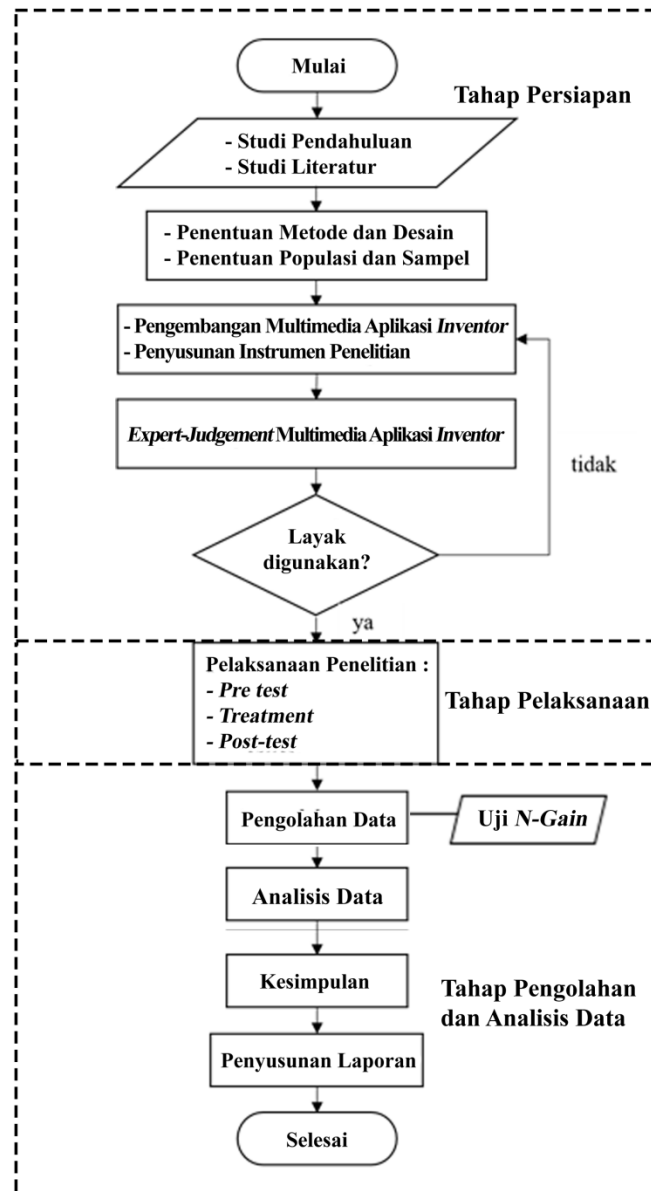 Mulai
Tahap Persiapan
- Studi Pendahuluan
- Studi Literatur
- Penentuan Metode dan Desain
- Penentuan Populasi dan Sampel
- Pengembangan Multimedia Aplikasi Inventor
- Penyusunan Instrumen Penelitian
Expert-Judgement Multimedia Aplikasi Inventor
tidak
Layak
digunakan?
ya
Pelaksanaan Penelitian :
- Pre test
- Treatment
- Post-test
Tahap Pelaksanaan
Pengolahan Data
Uji N-Gain
Analisis Data
Kesimpulan
Tahap Pengolahan
dan Analisis Data
Penyusunan Laporan
Selesai